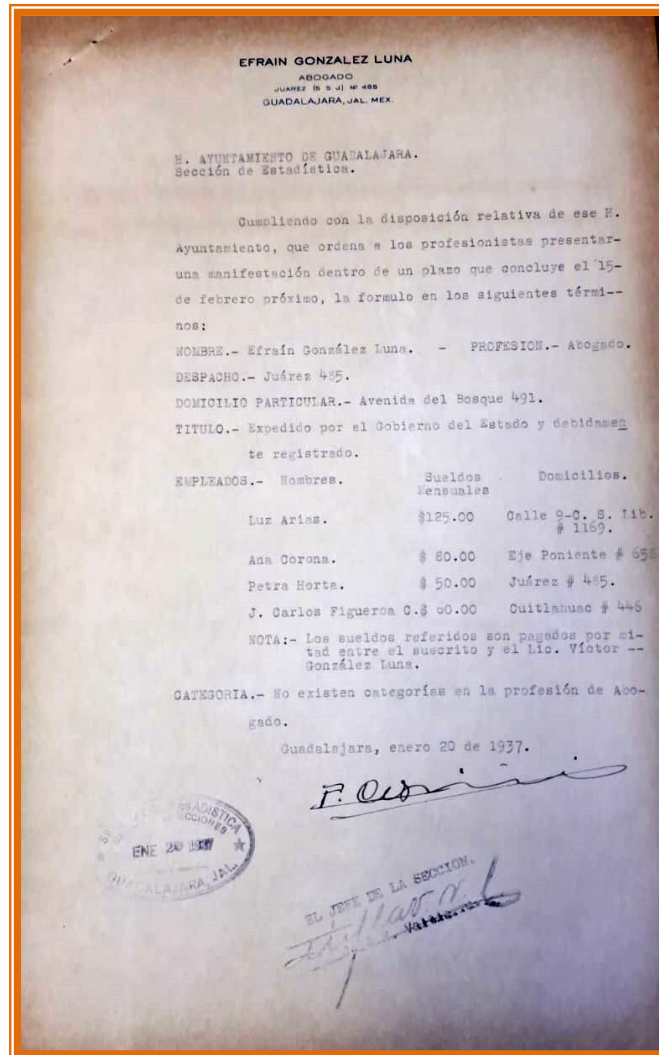 EFRAIN GONZALEZ LUNA
ABOGADO
JUAREZ (S S J) Nº 485
GUADALAJARA, JAL. MEX.
H. AYUNTAMIENTO DE GUADALAJARA.
Sección de Estadística.
Cumpliendo con la disposición relativa de ese H.
Ayuntamiento, que ordena a los profesionistas presentar-
una manifestación dentro de un plazo que concluye el 15-
de febrero próximo, la formulo en los siguientes térmi--
nos:
NOMBRE.- Efraín González Luna. - PROFESION.- Abogado.
DESPACHO.- Juárez 485.
DOMICILIO PARTICULAR.- Avenida del Bosque 491.
TITULO.- Expedido por el Gobierno del Estado y debidamen
te registrado.
EMPLEADOS.- Nombres. Sueldos Mensuales Domicilios.
Luz Arias. $125.00 Calle 9-C. S. Lib.
# 1169.
Ana Corona. $ 80.00 Eje Poniente #
Petra Horta. $ 50.00 Juárez # 485.
J. Carlos Figueroa C.$ 60.00 Cuitlahuac # 446
NOTA:- Los sueldos referidos son pagados por mi-
tad entre el suscrito y el Lic. Víctor --
González Luna.
CATEGORIA.- No existen categorías en la profesión de Abo-
gado.
Guadalajara, enero 20 de 1937.
ESTADISTICA
SECCIONES
ENE 20 1937
GUADALAJARA, JAL.
EL JEFE DE LA SECCION.